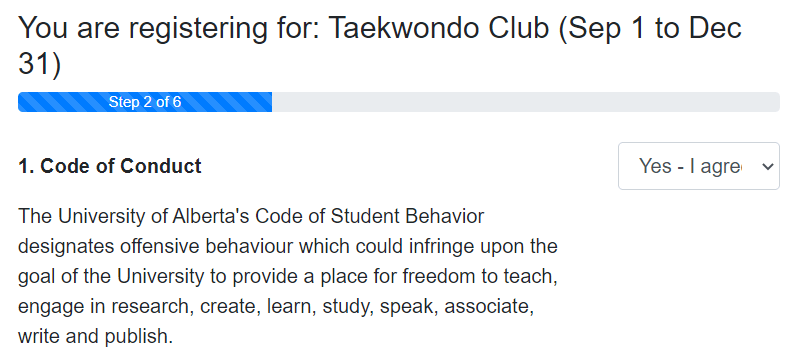 You are registering for: Taekwondo Club (Sep 1 to Dec
31)
Step 2 of 6
1. Code of Conduct
Yes - I agre
The University of Alberta's Code of Student Behavior
designates offensive behaviour which could infringe upon the
goal of the University to provide a place for freedom to teach,
engage in research, create, learn, study, speak, associate,
write and publish.